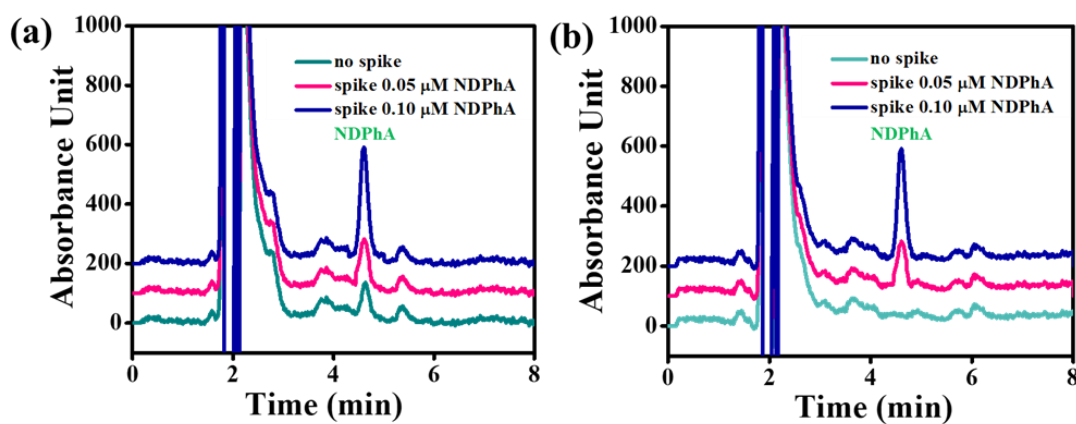 (a)
Absorbance Unit
1000
800
600
400
200
0
no spike
spike 0.05 μM NDPhA
spike 0.10 μM NDPhA
NDPhA
0 2 4 6 8
Time (min)
(b)
Absorbance Unit
1000
800
600
400
200
0
no spike
spike 0.05 μM NDPhA
spike 0.10 μM NDPhA
NDPhA
0 2 4 6 8
Time (min)